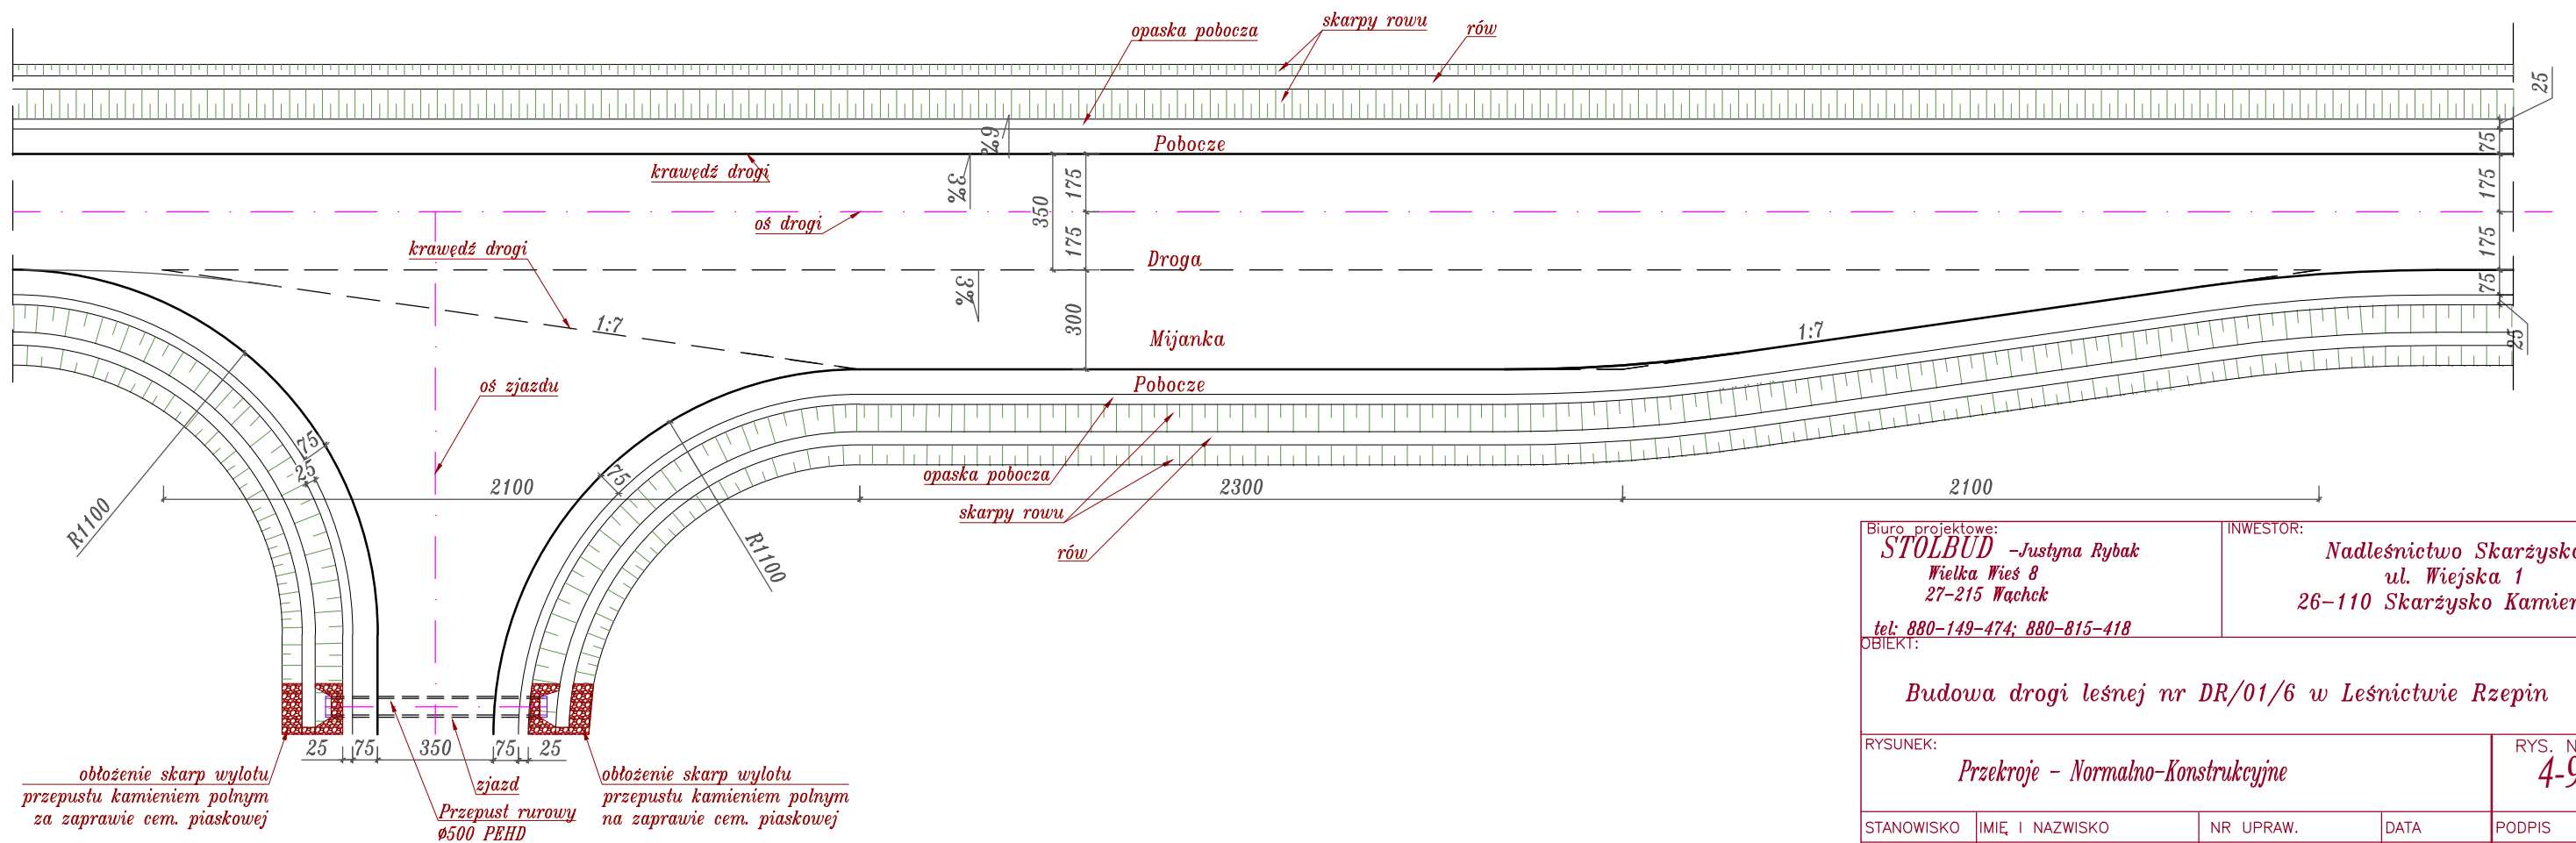 opaska pobocza
skarpy rowu
rów
25
6%
Pobocze
75
krawędź drogi
3%
175
350
175
oś drogi
175
krawędź drogi
175
Droga
3%
75
1:7
300
Mijanka
1:7
25
oś zjazdu
Pobocze
75
25
75
R1100
2100
opaska pobocza
2300
2100
skarpy rowu
R1100
rów
25
75
350
75
25
obłożenie skarp wylotu
przepustu kamieniem polnym
za zaprawie cem. piaskowej
zjazd
Przepust rurowy
ø500 PEHD
obłożenie skarp wylotu
przepustu kamieniem polnym
na zaprawie cem. piaskowej
Biuro projektowe:
STOLBUD -Justyna Rybak
Wielka Wieś 8
27-215 Wąchck
tel: 880-149-474; 880-815-418
INWESTOR:
Nadleśnictwo Skarżysko
ul. Wiejska 1
26-110 Skarżysko Kamien
OBIEKT:
Budowa drogi leśnej nr DR/01/6 w Leśnictwie Rzepin
RYSUNEK:
Przekroje - Normalno-Konstrukcyjne
RYS. N
4-9
STANOWISKO
IMIĘ I NAZWISKO
NR UPRAW.
DATA
PODPIS